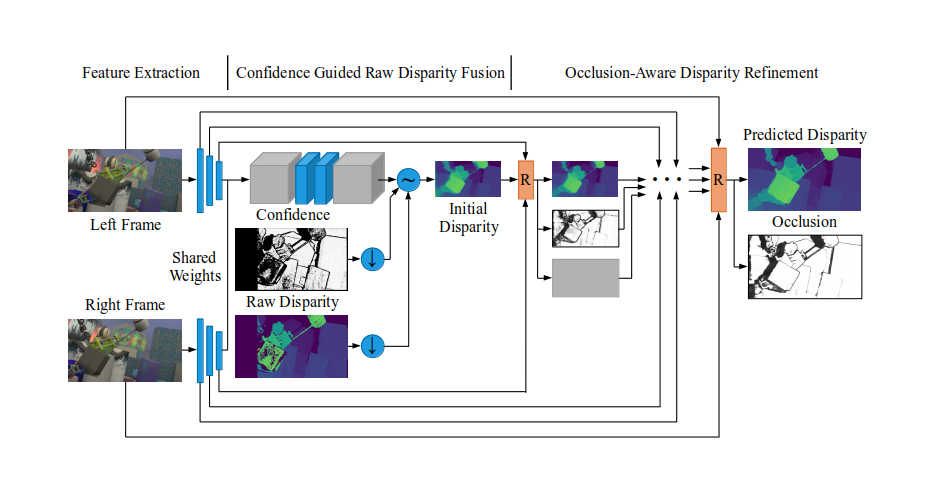 Feature Extraction
Confidence Guided Raw Disparity Fusion
Occlusion-Aware Disparity Refinement
Left Frame
Confidence
~
Initial
Disparity
R
R
Predicted Disparity
Occlusion
Shared
Weights
↓
Right Frame
Raw Disparity
↓